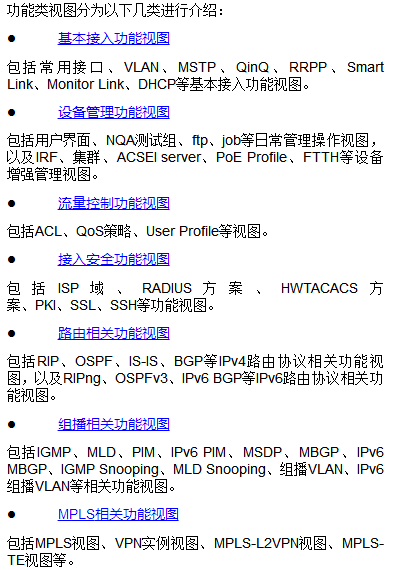 功能类视图分为以下几类进行介绍：
● 基本接入功能视图
包括常用接口、VLAN、MSTP、QinQ、RRPP、Smart
Link、Monitor Link、DHCP等基本接入功能视图。
● 设备管理功能视图
包括用户界面、NQA测试组、ftp、job等日常管理操作视图，
以及IRF、集群、ACSEI server、PoE Profile、FTTH等设备
增强管理视图。
● 流量控制功能视图
包括ACL、QoS策略、User Profile等视图。
● 接入安全功能视图
包括ISP域、RADIUS方案、HWTACACS方
案、PKI、SSL、SSH等功能视图。
● 路由相关功能视图
包括RIP、OSPF、IS-IS、BGP等IPv4路由协议相关功能视
图，以及RIPng、OSPFv3、IPv6 BGP等IPv6路由协议相关功
能视图。
● 组播相关功能视图
包括IGMP、MLD、PIM、IPv6 PIM、MSDP、MBGP、IPv6
MBGP、IGMP Snooping、MLD Snooping、组播VLAN、IPv6
组播VLAN等相关功能视图。
● MPLS相关功能视图
包括MPLS视图、VPN实例视图、MPLS-L2VPN视图、MPLS-
TE视图等。